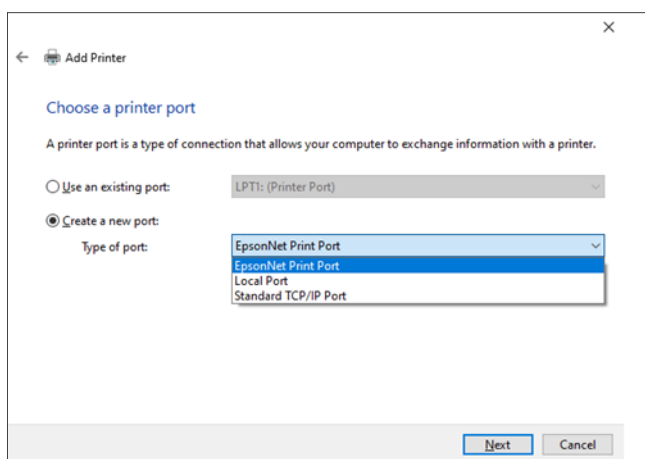 Add Printer
Choose a printer port
A printer port is a type of connection that allows your computer to exchange information with a printer.
Use an existing port: LPT1: (Printer Port)
Create a new port:
Type of port: EpsonNet Print Port
EpsonNet Print Port
Local Port
Standard TCP/IP Port
Next Cancel